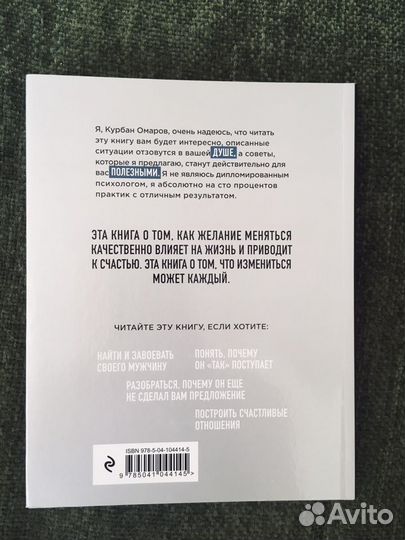 Я, Курбан Омаров, очень надеюсь, что читать
эту книгу вам будет интересно, описанные
ситуации отзовутся в вашей ДУШЕ, а советы,
которые я предлагаю, станут действительно для
вас ПОЛЕЗНЫМИ. Я не являюсь дипломированным
психологом, я абсолютно на сто процентов
практик с отличным результатом.
ЭТА КНИГА О ТОМ, КАК ЖЕЛАНИЕ МЕНЯТЬСЯ
КАЧЕСТВЕННО ВЛИЯЕТ НА ЖИЗНЬ И ПРИВОДИТ
К СЧАСТЬЮ. ЭТА КНИГА О ТОМ, ЧТО ИЗМЕНИТЬСЯ
МОЖЕТ КАЖДЫЙ.
ЧИТАЙТЕ ЭТУ КНИГУ, ЕСЛИ ХОТИТЕ:
НАЙТИ И ЗАВОЕВАТЬ
СВОЕГО МУЖЧИНУ
ПОНЯТЬ, ПОЧЕМУ
ОН «ТАК» ПОСТУПАЕТ
РАЗОБРАТЬСЯ, ПОЧЕМУ ОН ЕЩЕ
НЕ СДЕЛАЛ ВАМ ПРЕДЛОЖЕНИЕ
ПОСТРОИТЬ СЧАСТЛИВЫЕ
ОТНОШЕНИЯ
ISBN 978-5-04-104414-5
9 785041 044145 >
Avito